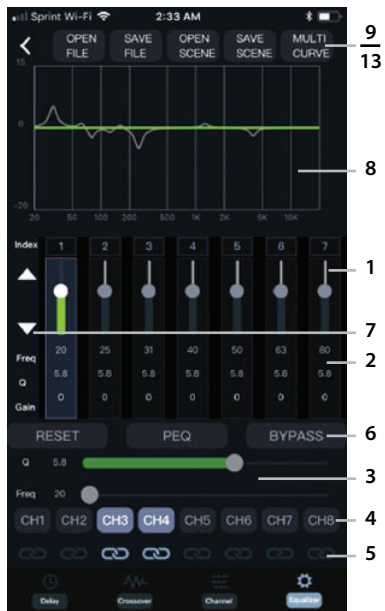 Sprint Wi-Fi 2:33 AM
OPEN FILE SAVE FILE OPEN SCENE SAVE SCENE MULTI CURVE
9
13
15
0
-20
20 50 100 200 500 1K 2K 5K 10K
8
Index 1 2 3 4 5 6 7
1
7
Freq 20 25 31 40 50 63 80
2
Q 5.8 5.8 5.8 5.8 5.8 5.8 5.8
Gain 0 0 0 0 0 0 0
RESET PEQ BYPASS 6
Q 5.8
3
Freq 20
CH1 CH2 CH3 CH4 CH5 CH6 CH7 CH8 4
5
Delay Crossover Channel Equalizer